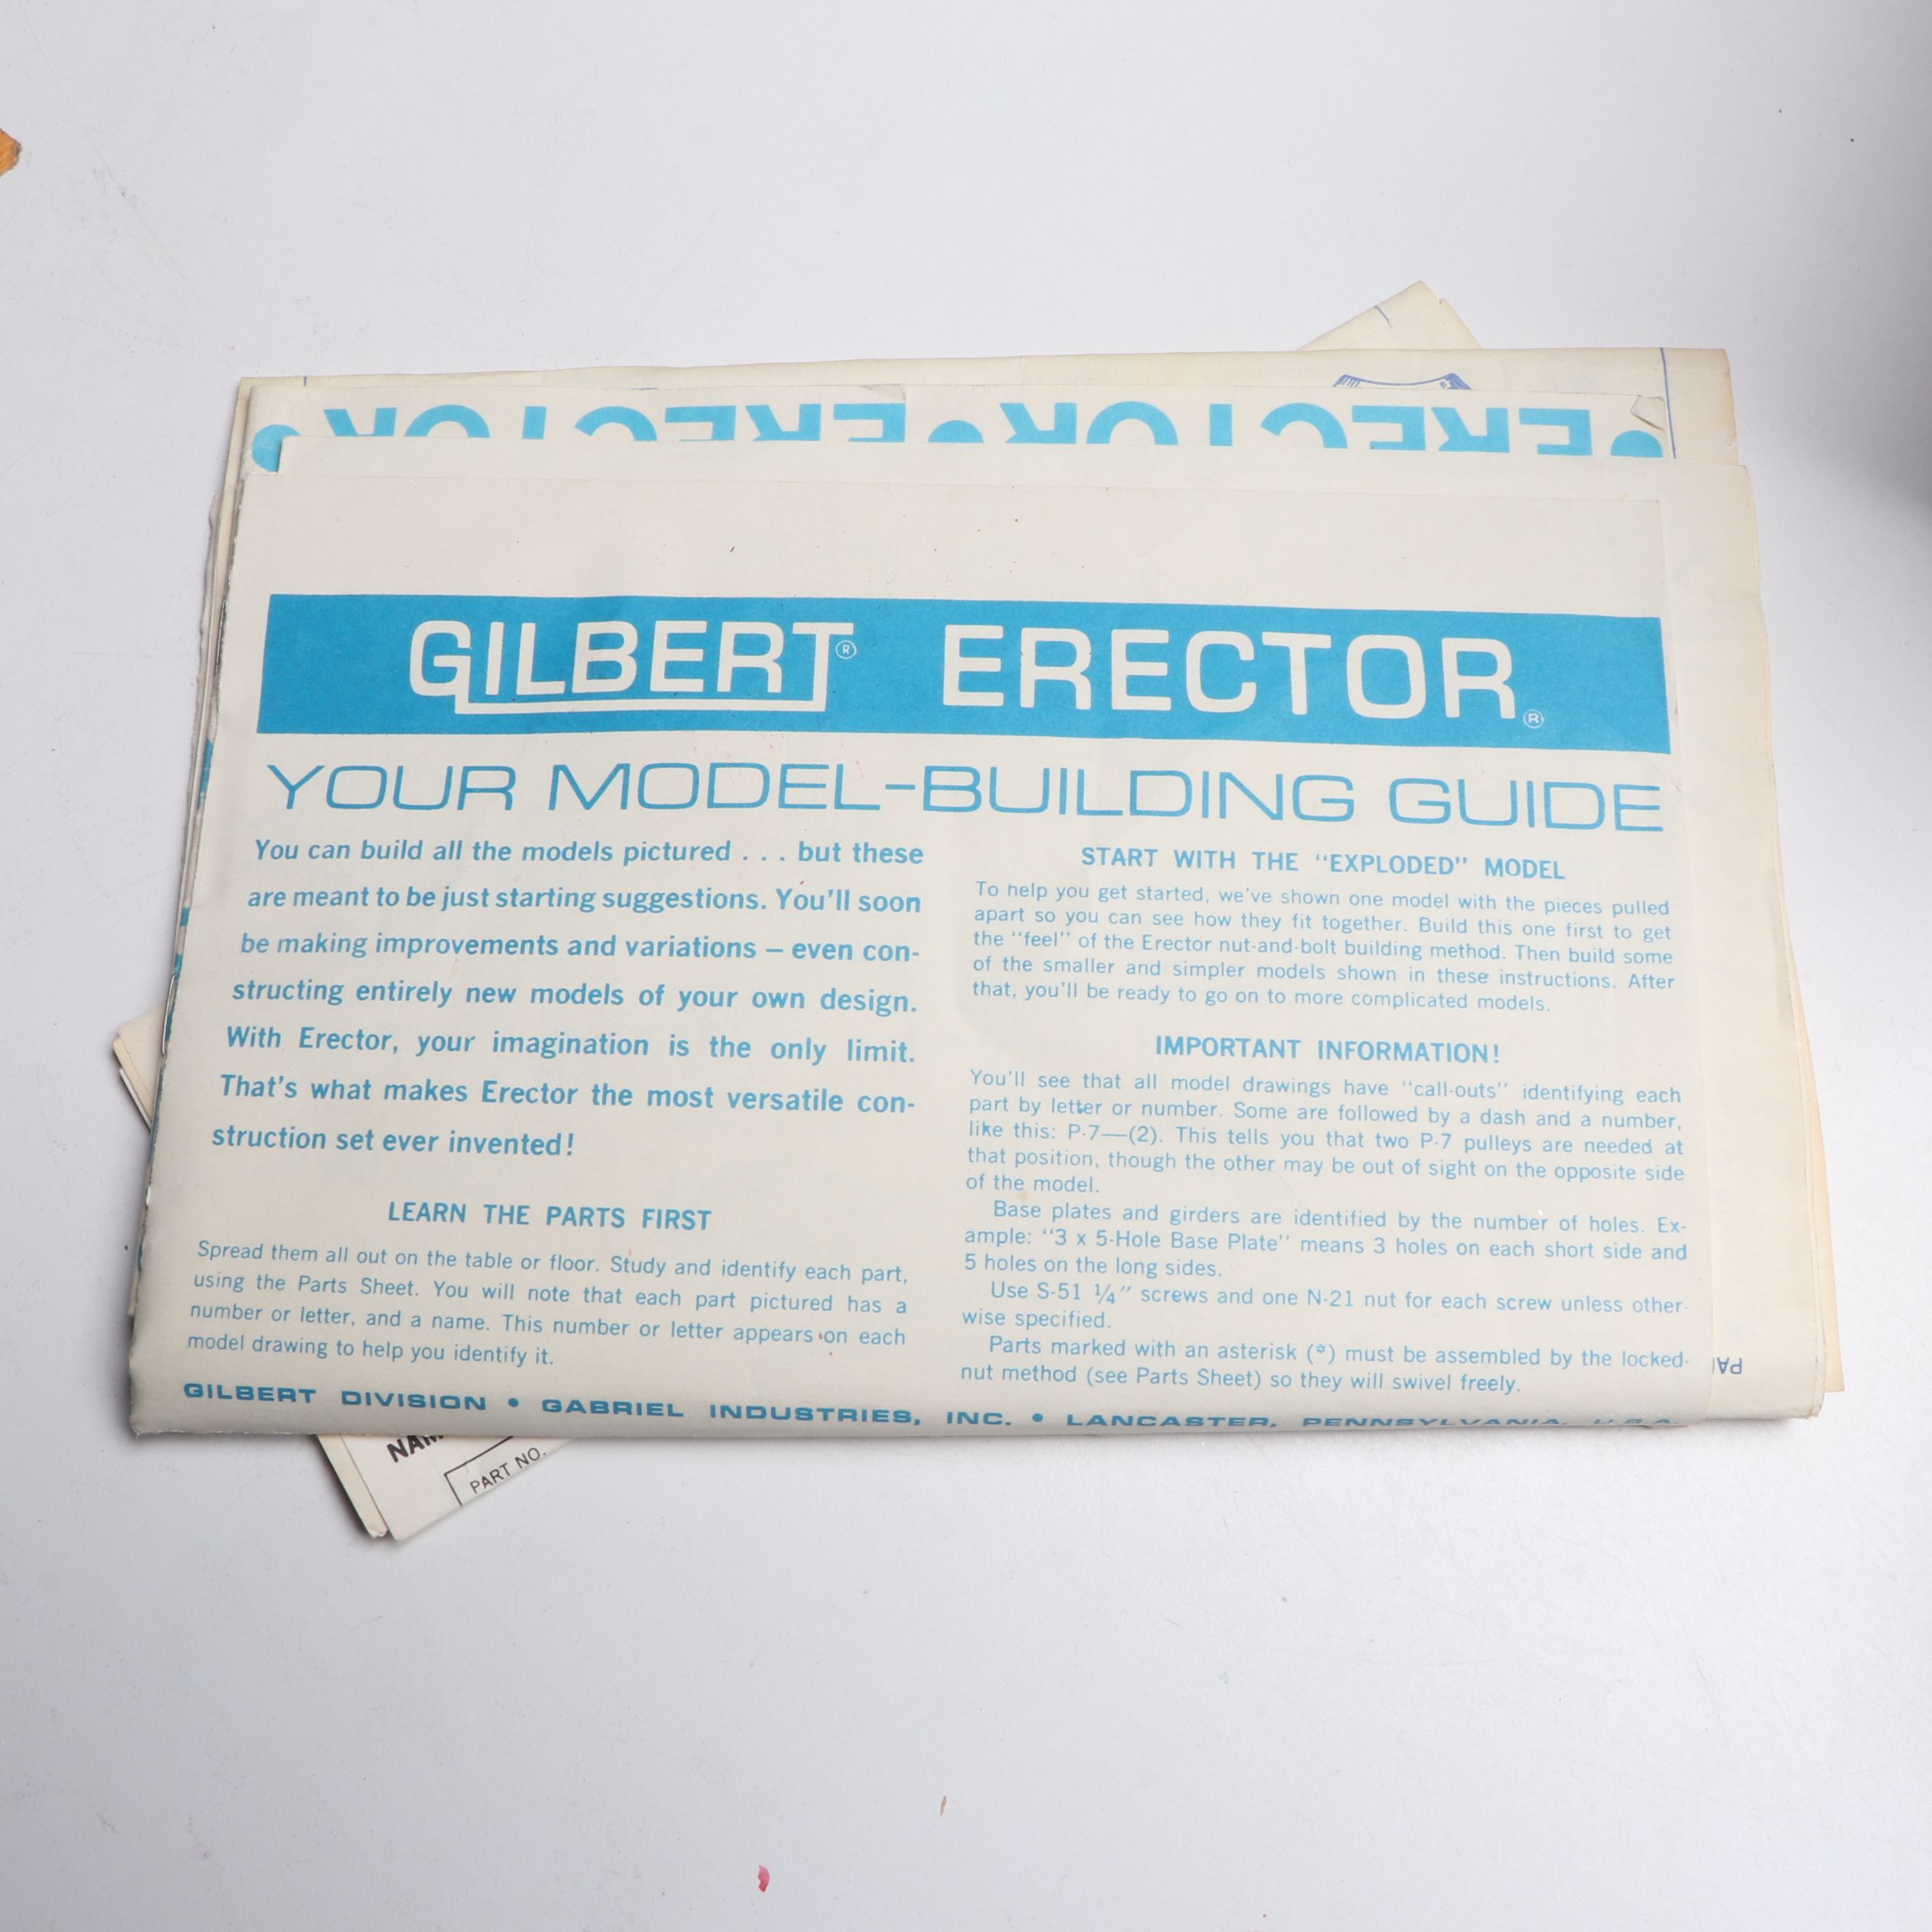 ERECTOR • ERECTOR •
GILBERT® ERECTOR®
YOUR MODEL-BUILDING GUIDE
You can build all the models pictured . . . but these
are meant to be just starting suggestions. You'll soon
be making improvements and variations — even con-
structing entirely new models of your own design.
With Erector, your imagination is the only limit.
That's what makes Erector the most versatile con-
struction set ever invented!
LEARN THE PARTS FIRST
Spread them all out on the table or floor. Study and identify each part,
using the Parts Sheet. You will note that each part pictured has a
number or letter, and a name. This number or letter appears on each
model drawing to help you identify it.
START WITH THE "EXPLODED" MODEL
To help you get started, we've shown one model with the pieces pulled
apart so you can see how they fit together. Build this one first to get
the "feel" of the Erector nut-and-bolt building method. Then build some
of the smaller and simpler models shown in these instructions. After
that, you'll be ready to go on to more complicated models.
IMPORTANT INFORMATION!
You'll see that all model drawings have "call-outs" identifying each
part by letter or number. Some are followed by a dash and a number,
like this: P-7—(2). This tells you that two P-7 pulleys are needed at
that position, though the other may be out of sight on the opposite side
of the model.
Base plates and girders are identified by the number of holes. Ex-
ample: "3 x 5-Hole Base Plate" means 3 holes on each short side and
5 holes on the long sides.
Use S-51 ¼" screws and one N-21 nut for each screw unless other-
wise specified.
Parts marked with an asterisk (*) must be assembled by the locked-
nut method (see Parts Sheet) so they will swivel freely.
GILBERT DIVISION • GABRIEL INDUSTRIES, INC. • LANCASTER, PENNSYLVANIA, U.S.A.
PART NO.